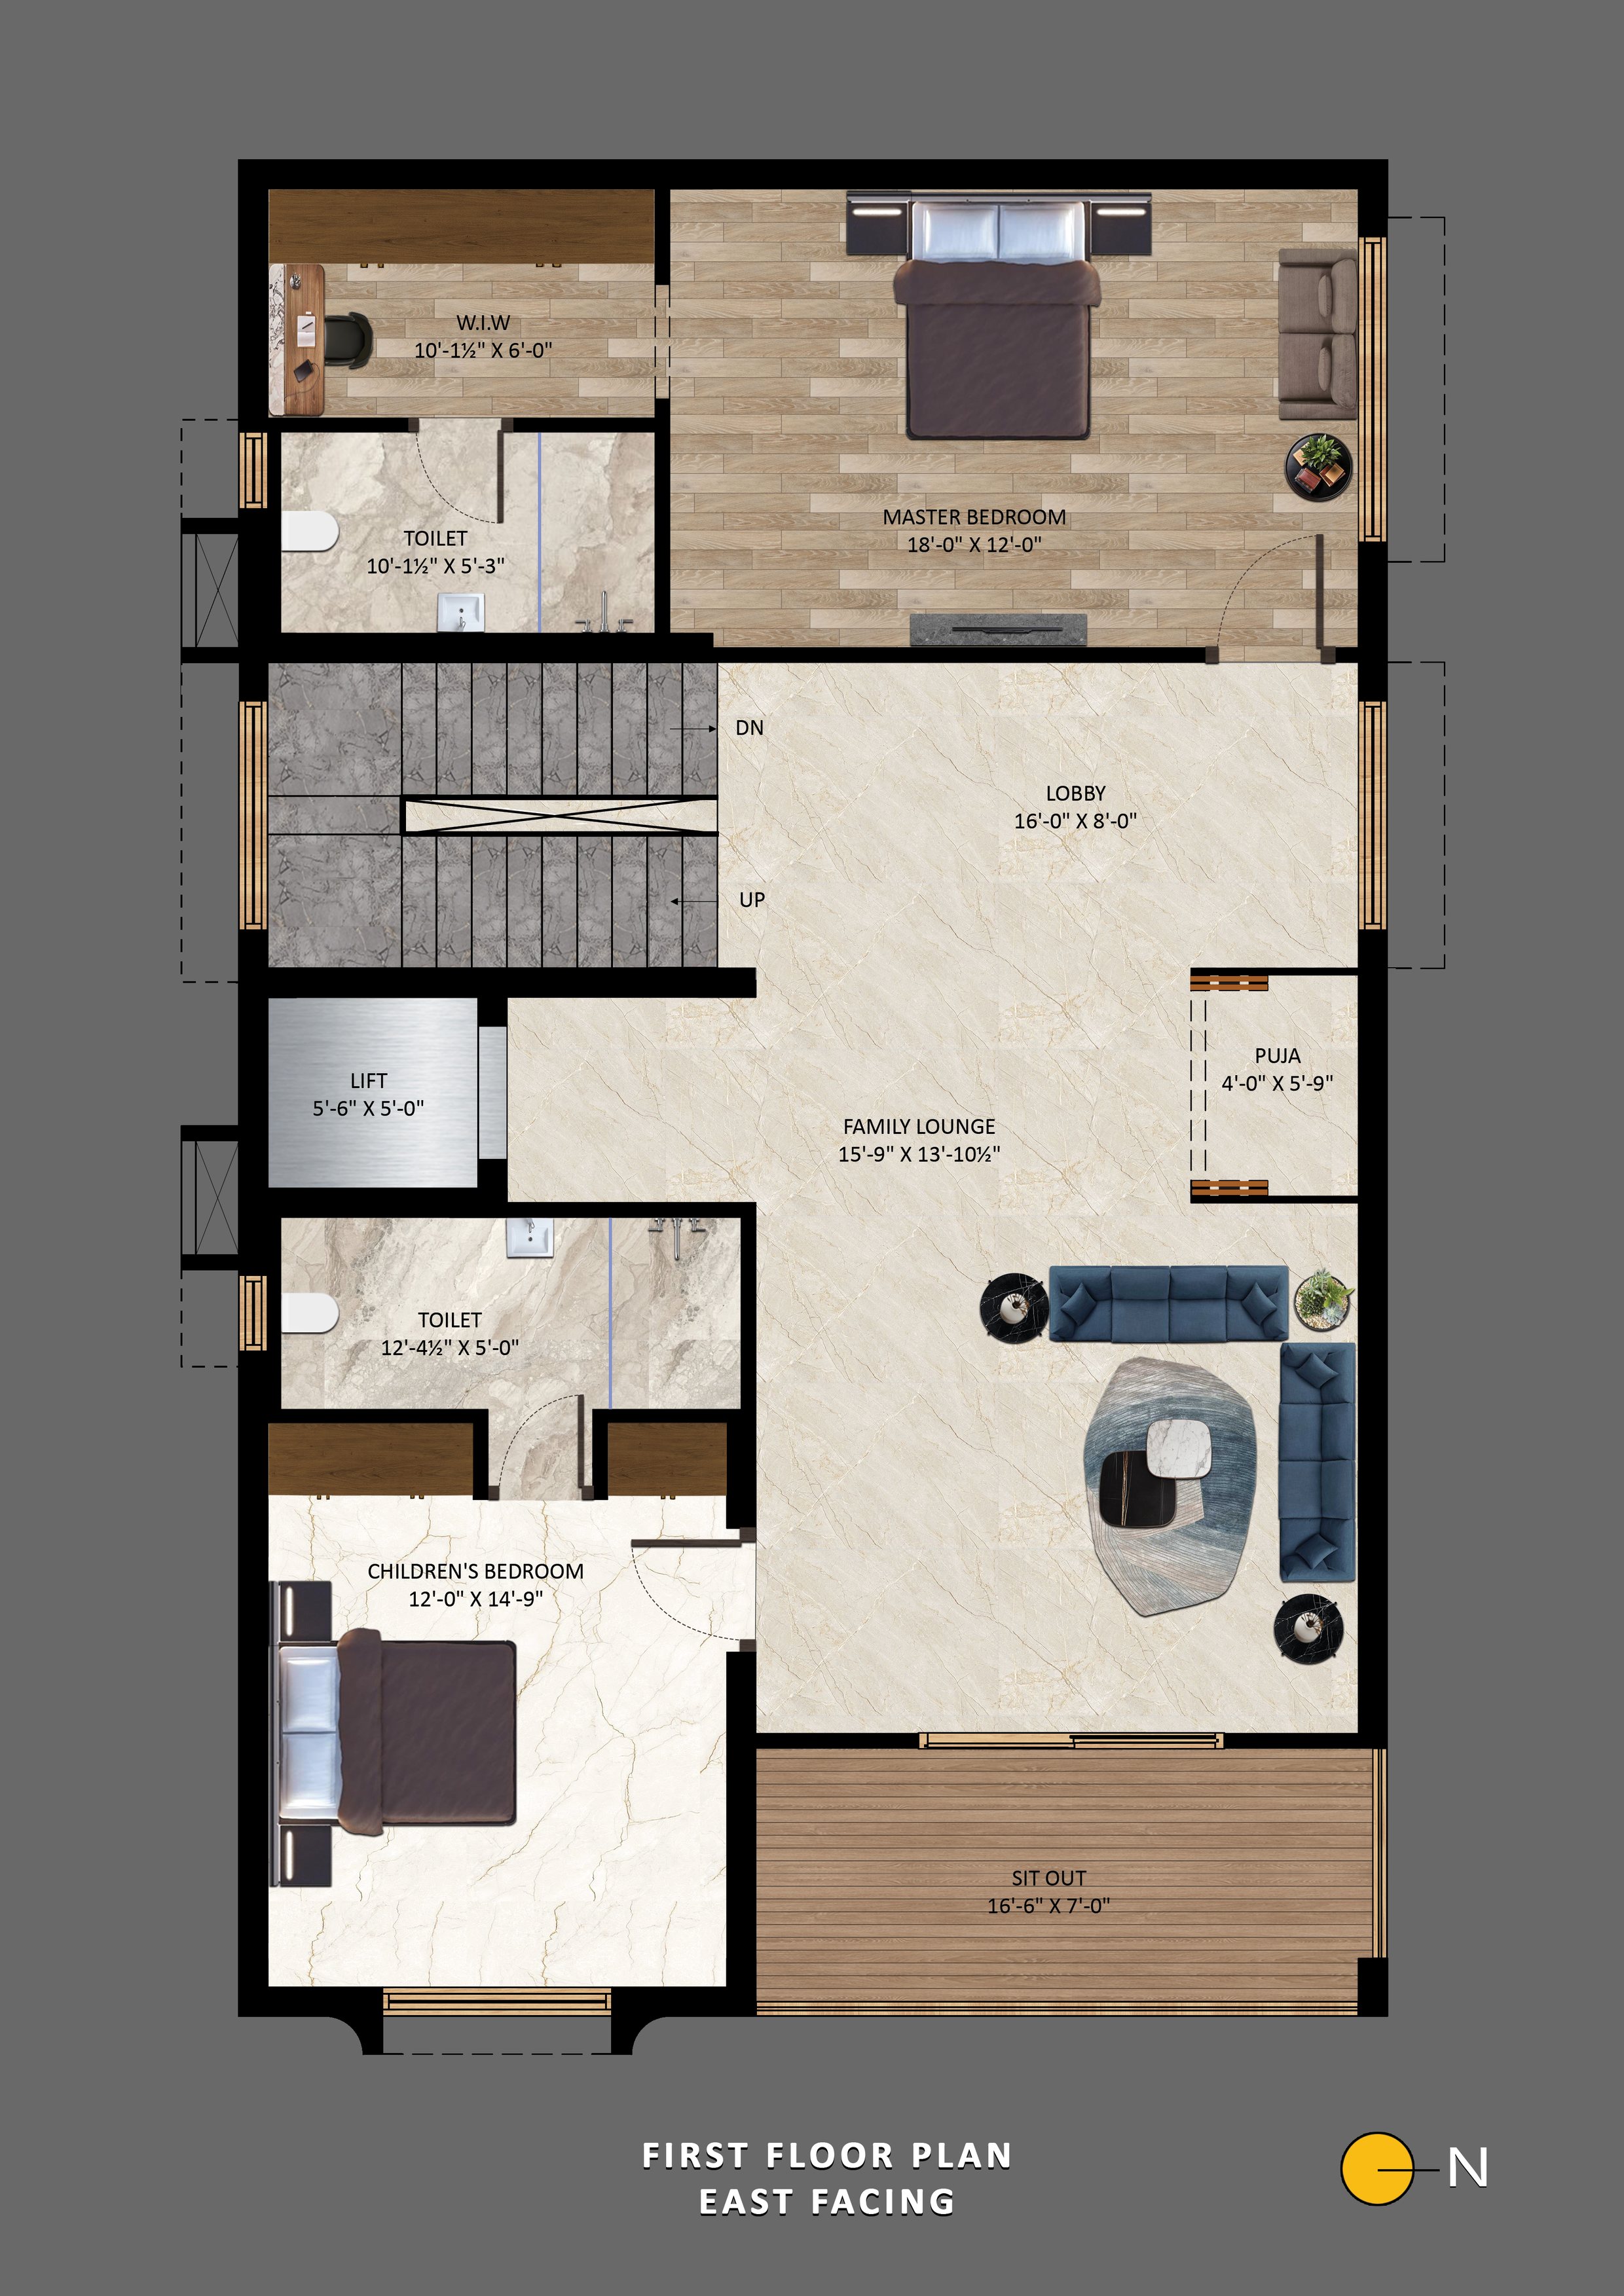 W.I.W
10'-1½" X 6'-0"
MASTER BEDROOM
18'-0" X 12'-0"
TOILET
10'-1½" X 5'-3"
DN
LOBBY
16'-0" X 8'-0"
UP
PUJA
4'-0" X 5'-9"
LIFT
5'-6" X 5'-0"
FAMILY LOUNGE
15'-9" X 13'-10½"
TOILET
12'-4½" X 5'-0"
CHILDREN'S BEDROOM
12'-0" X 14'-9"
SIT OUT
16'-6" X 7'-0"
FIRST FLOOR PLAN
EAST FACING
N